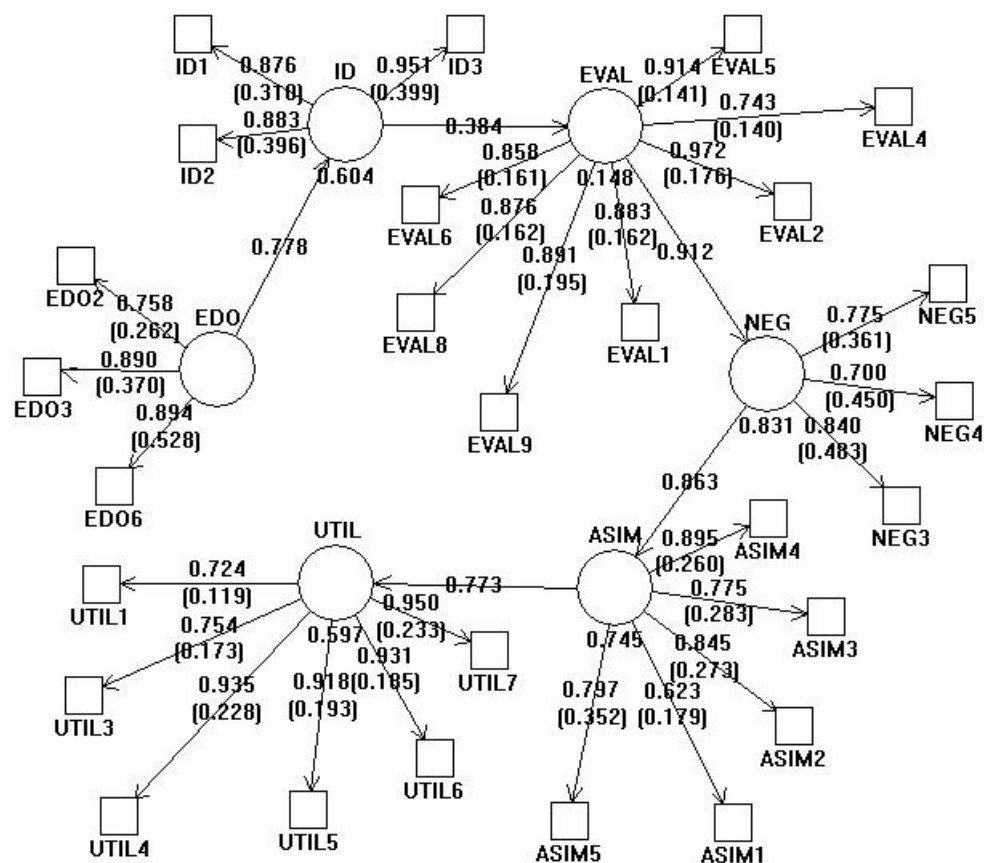 ID1
0.876
(0.310)
ID
0.951
(0.399)
ID3
0.883
(0.396)
ID2
0.604
0.384
EVAL
0.914
(0.141)
EVAL5
0.743
(0.140)
EVAL4
0.972
(0.176)
EVAL2
0.858
(0.161)
EVAL6
0.148
0.876
(0.162)
EVAL8
0.891
(0.195)
EVAL9
0.883
(0.162)
EVAL1
0.912
0.778
EDO2
0.758
(0.262)
EDO
0.890
(0.370)
EDO3
0.894
(0.528)
EDO6
NEG
0.775
(0.361)
NEG5
0.700
(0.450)
NEG4
0.831
0.840
(0.483)
NEG3
0.863
ASIM
0.895
(0.260)
ASIM4
0.775
(0.283)
ASIM3
0.845
(0.273)
ASIM2
0.745
0.623
(0.179)
ASIM1
0.797
(0.352)
ASIM5
0.773
UTIL
0.724
(0.119)
UTIL1
0.754
(0.173)
UTIL3
0.935
(0.228)
UTIL4
0.597
0.918
(0.193)
UTIL5
0.931
(0.185)
UTIL6
0.950
(0.233)
UTIL7